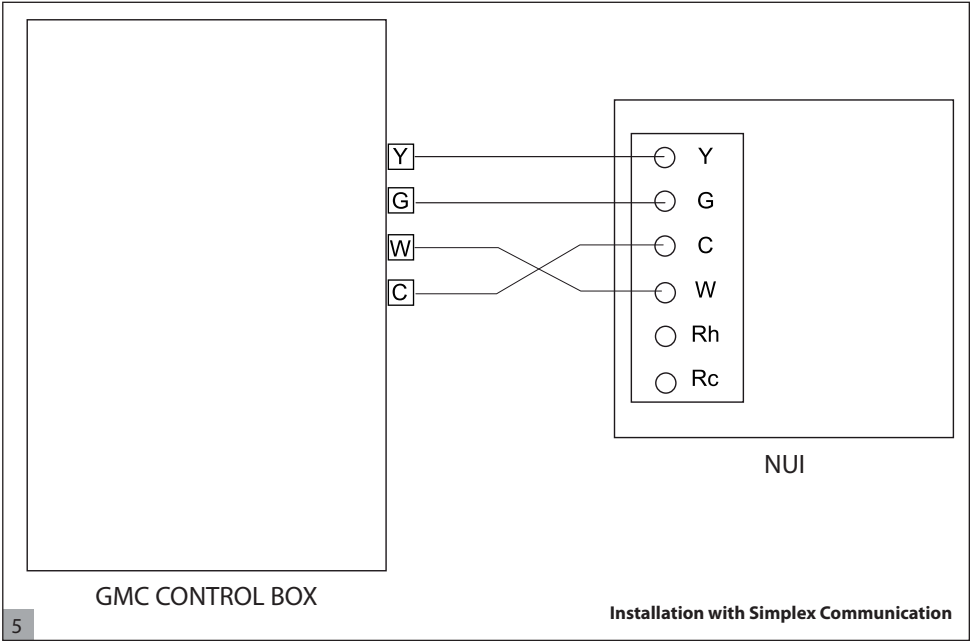 Y
G
W
C
Y
G
C
W
Rh
Rc
NUI
GMC CONTROL BOX
Installation with Simplex Communication
5